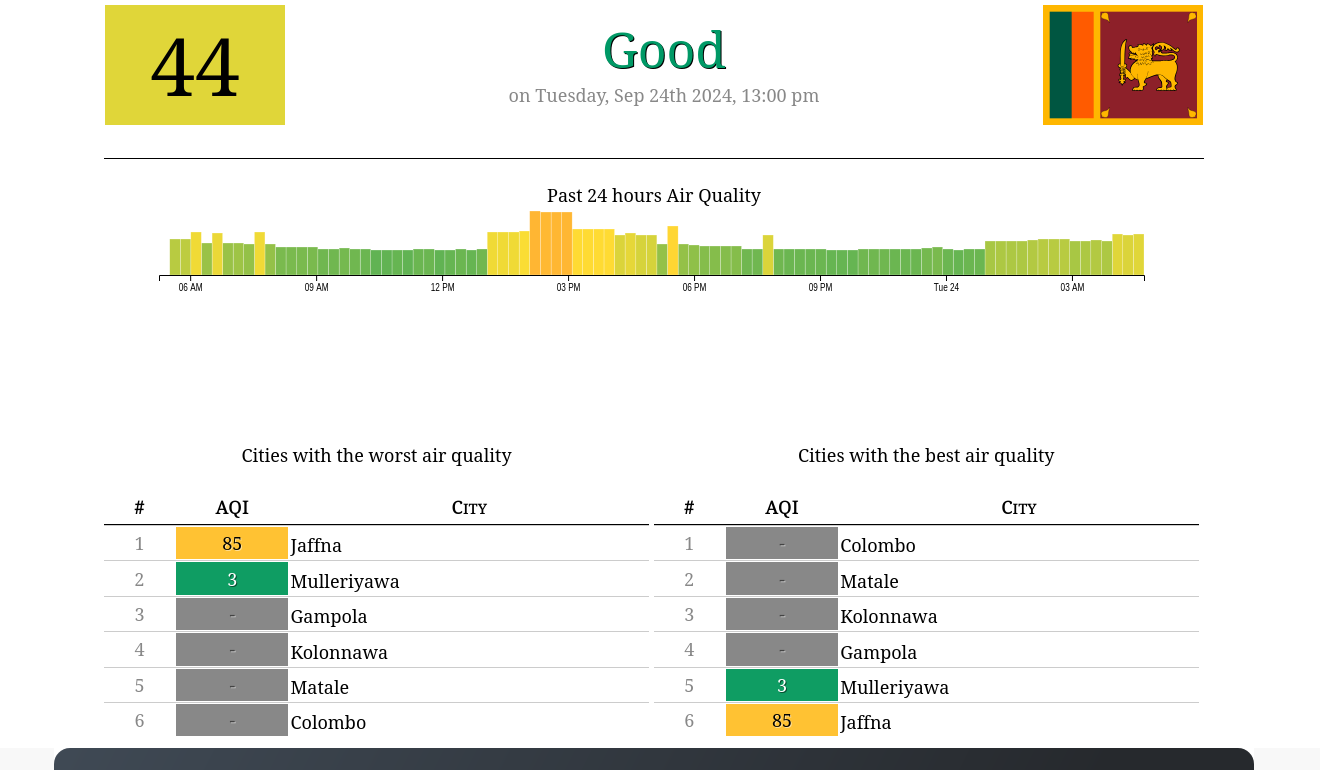 44
Good
on Tuesday, Sep 24th 2024, 13:00 pm
Past 24 hours Air Quality
06 AM 09 AM 12 PM 03 PM 06 PM 09 PM Tue 24 03 AM
Cities with the worst air quality
# AQI City
1 85 Jaffna
2 3 Mulleriyawa
3 - Gampola
4 - Kolonnawa
5 - Matale
6 - Colombo
Cities with the best air quality
# AQI City
1 - Colombo
2 - Matale
3 - Kolonnawa
4 - Gampola
5 3 Mulleriyawa
6 85 Jaffna